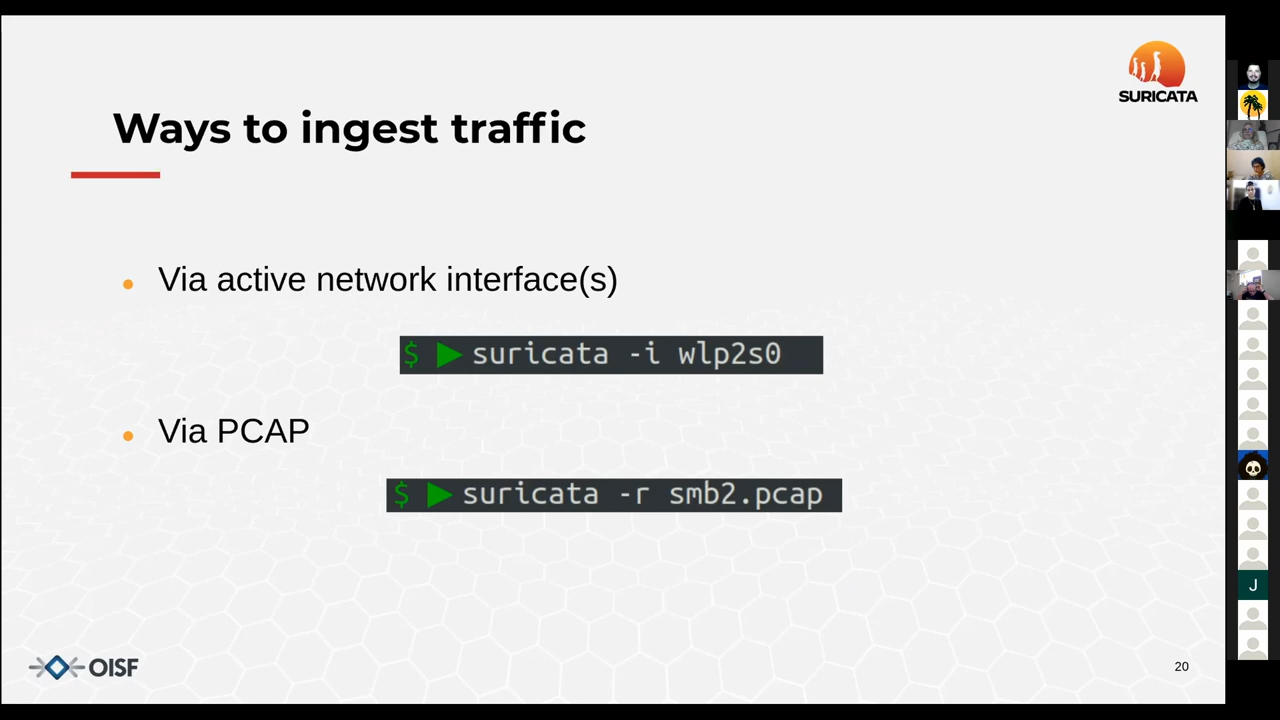 SURICATA
Ways to ingest traffic
Via active network interface(s)
$ ▶ suricata -i wlp2s0
Via PCAP
$ ▶ suricata -r smb2.pcap
J
OISF
20